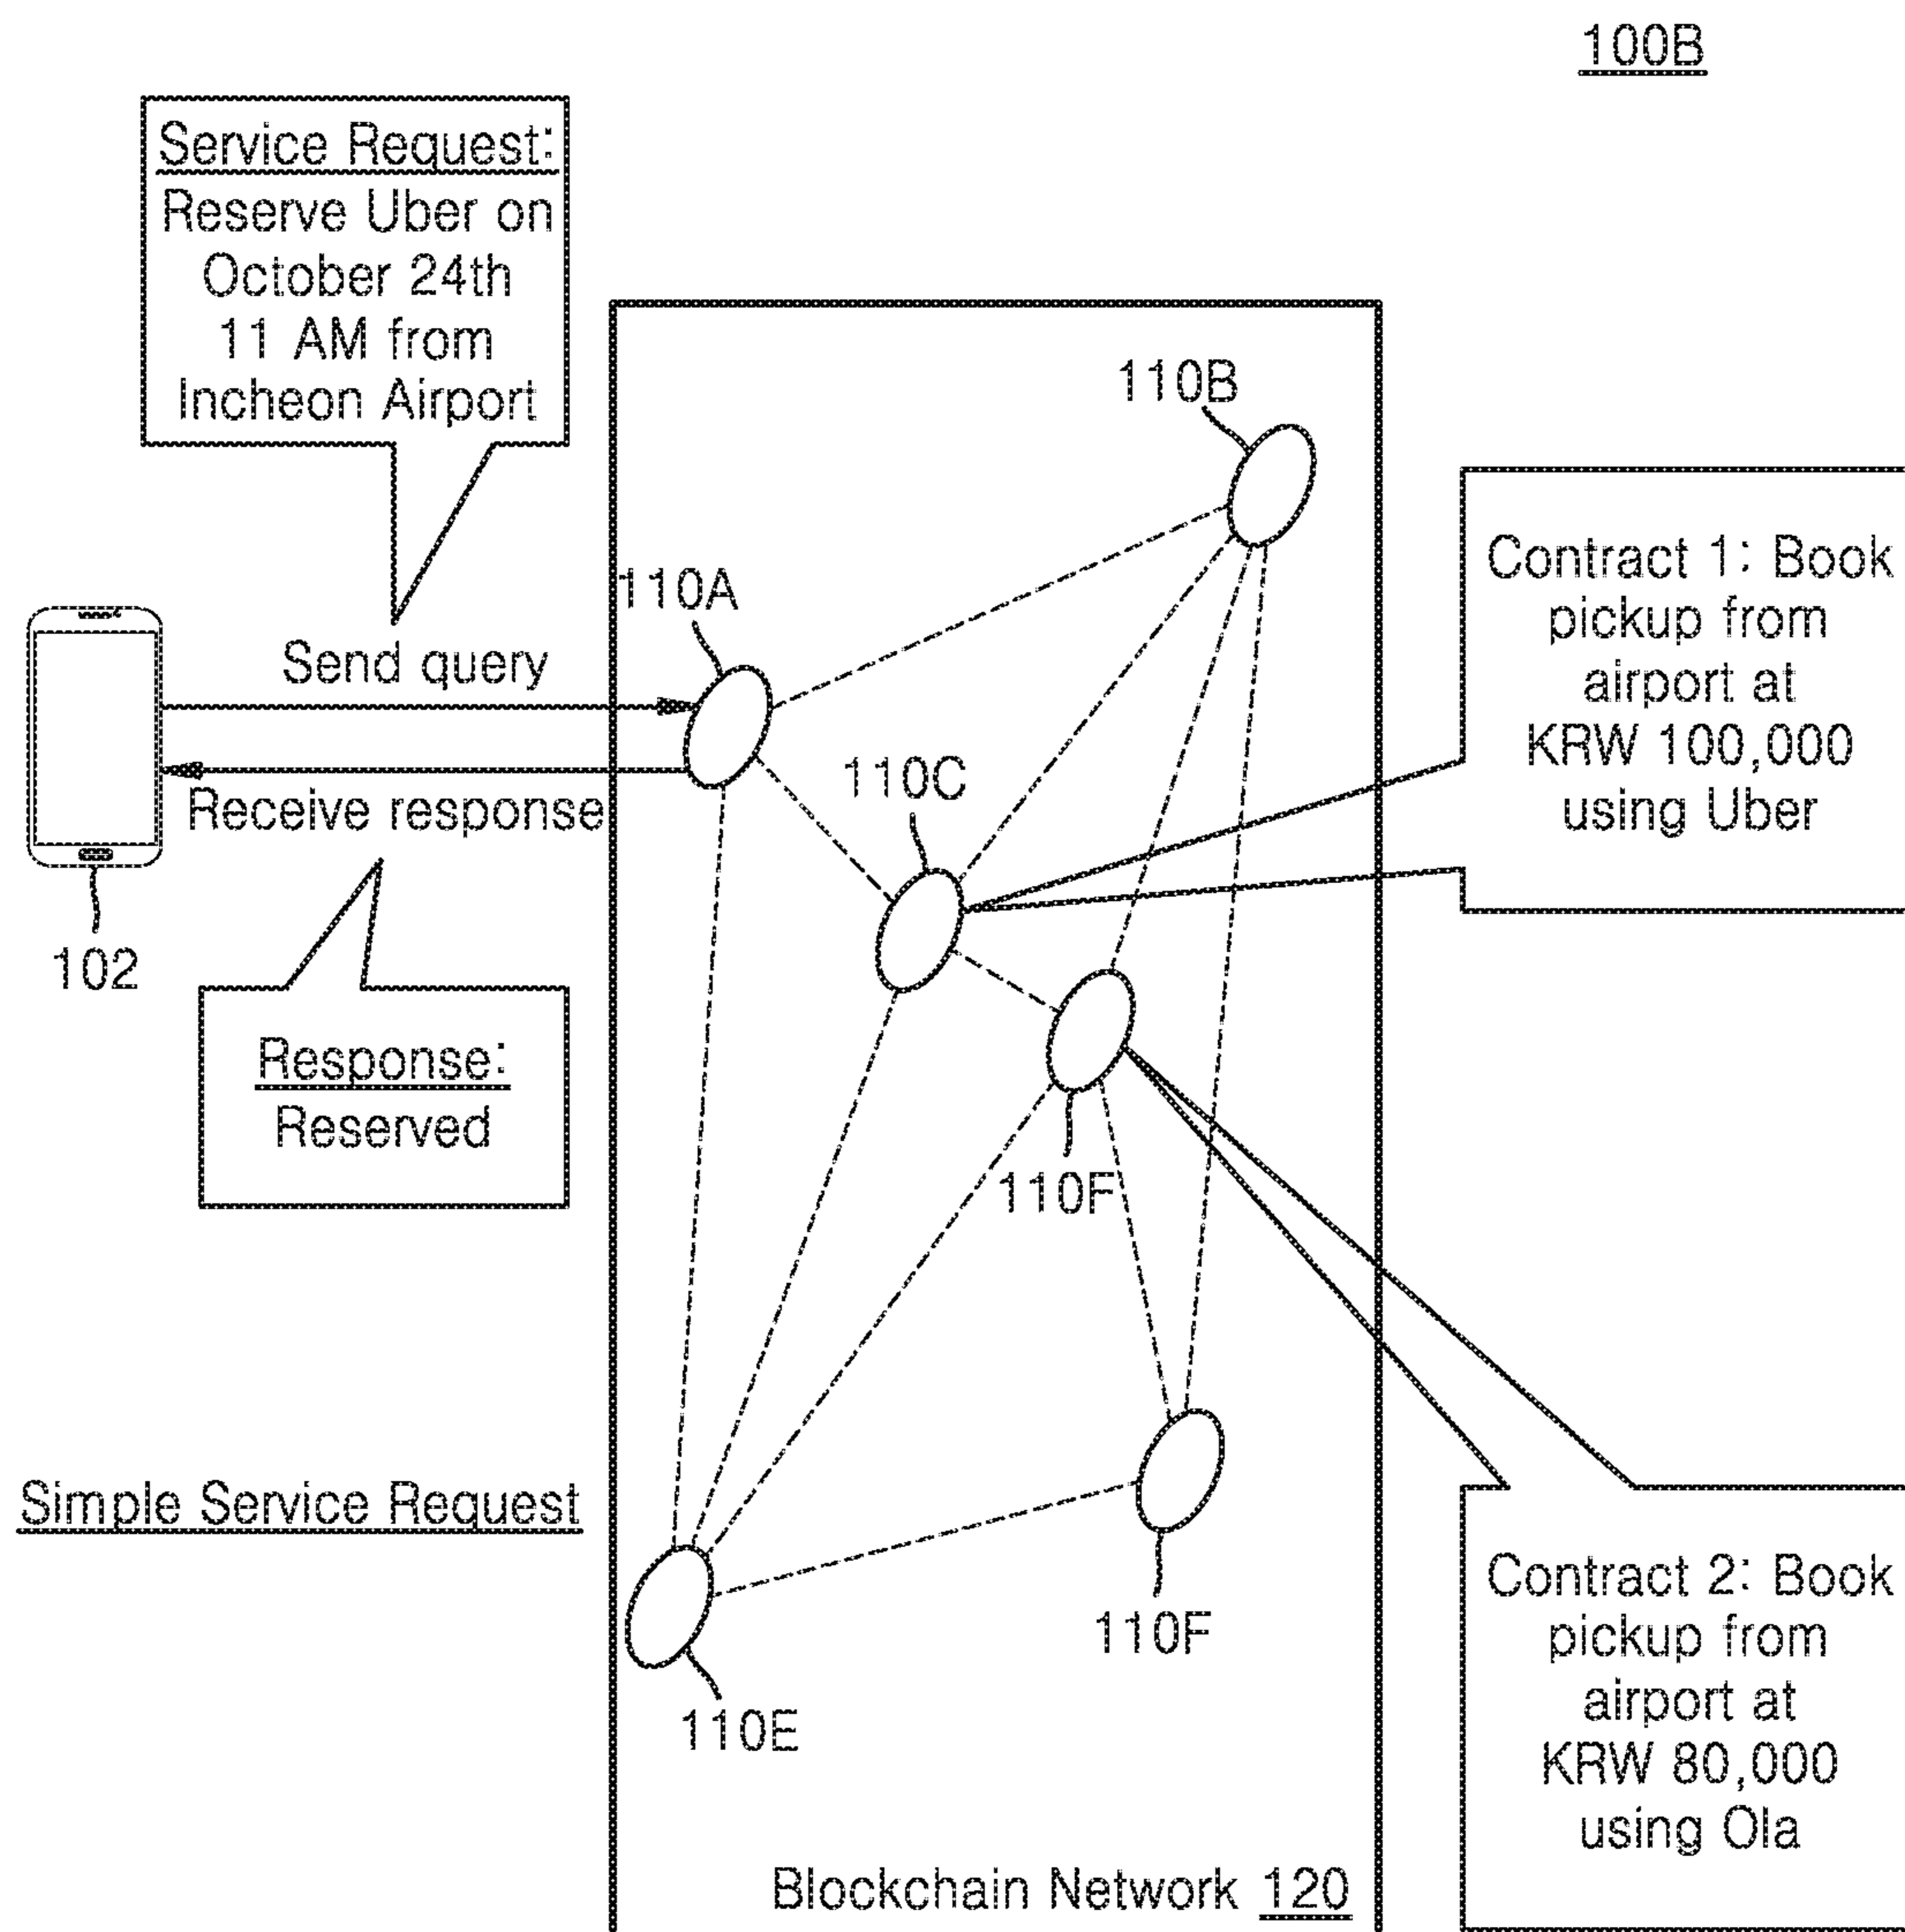 100B
Service Request:
Reserve Uber on
October 24th
11 AM from
Incheon Airport
110B
110A
Send query
Contract 1: Book
pickup from
airport at
KRW 100,000
using Uber
110C
Receive response
102
Response:
Reserved
110F
Simple Service Request
110F
110E
Contract 2: Book
pickup from
airport at
KRW 80,000
using Ola
Blockchain Network 120